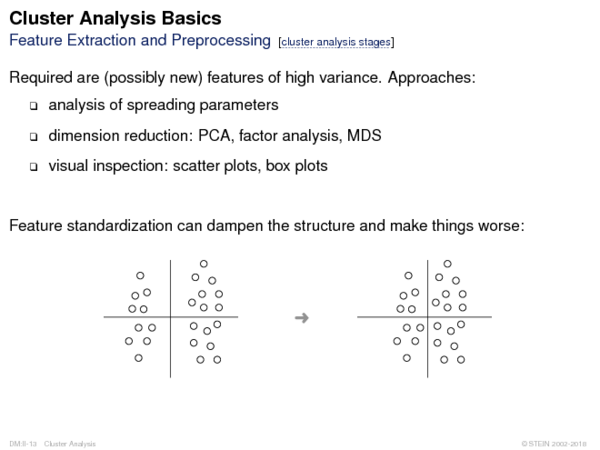 Cluster Analysis Basics
Feature Extraction and Preprocessing [cluster analysis stages]
Required are (possibly new) features of high variance. Approaches:
❑ analysis of spreading parameters
❑ dimension reduction: PCA, factor analysis, MDS
❑ visual inspection: scatter plots, box plots
Feature standardization can dampen the structure and make things worse:
DM:II-13 Cluster Analysis
© STEIN 2002-2018